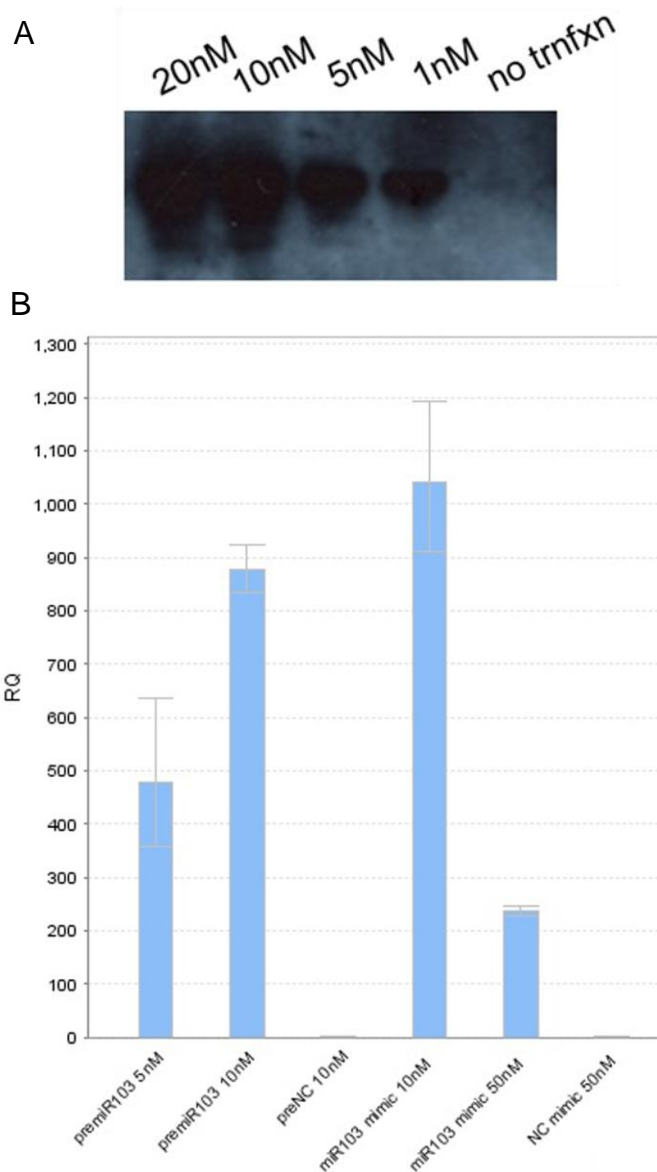 A
20nM 10nM 5nM 1nM no trnfxn
B
1,300
1,200
1,100
1,000
900
800
700
600
500
400
300
200
100
0
RQ
premiR103 5nM
premiR103 10nM
preNC 10nM
miR103 mimic 10nM
miR103 mimic 50nM
NC mimic 50nM